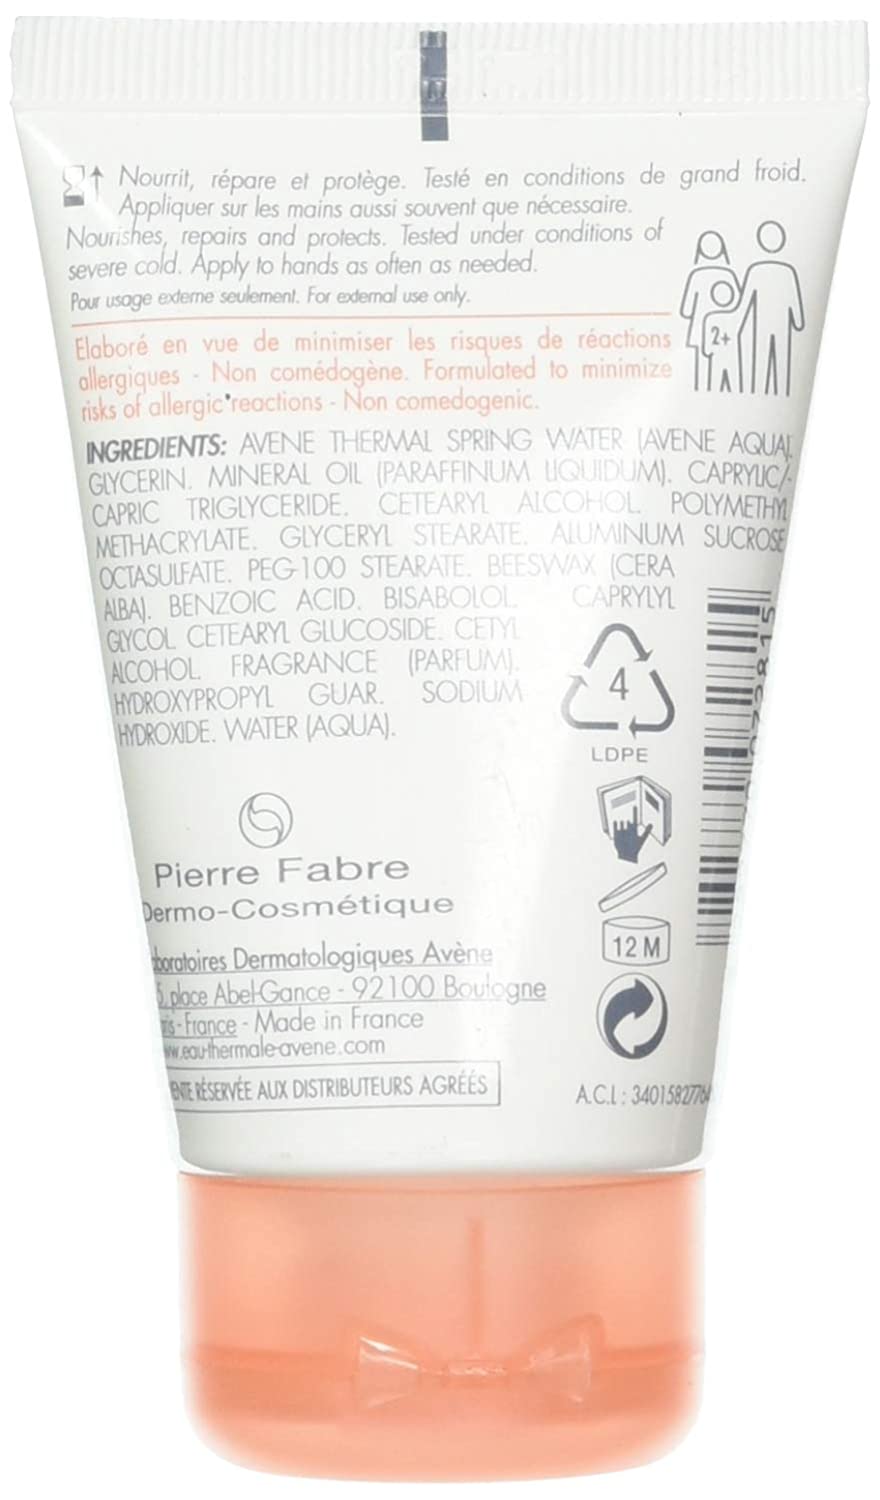 Nourrit, répare et protège. Testé en conditions de grand froid.
Appliquer sur les mains aussi souvent que nécessaire.
Nourishes, repairs and protects. Tested under conditions of
severe cold. Apply to hands as often as needed.
Pour usage externe seulement. For external use only.
2+
Elaboré en vue de minimiser les risques de réactions
allergiques - Non comédogène. Formulated to minimize
risks of allergic reactions - Non comedogenic.
INGREDIENTS: AVENE THERMAL SPRING WATER (AVENE AQUA).
GLYCERIN. MINERAL OIL (PARAFFINUM LIQUIDUM). CAPRYLIC/-
CAPRIC TRIGLYCERIDE. CETEARYL ALCOHOL. POLYMETHYL
METHACRYLATE. GLYCERYL STEARATE. ALUMINUM SUCROSE
OCTASULFATE. PEG-100 STEARATE. BEESWAX (CERA
ALBA). BENZOIC ACID. BISABOLOL. CAPRYLYL
GLYCOL. CETEARYL GLUCOSIDE. CETYL
ALCOHOL. FRAGRANCE (PARFUM).
HYDROXYPROPYL GUAR. SODIUM
HYDROXIDE. WATER (AQUA).
4
LDPE
Pierre Fabre
Dermo-Cosmétique
12 M
boratoires Dermatologiques Avène
5, place Abel-Gance - 92100 Boulogne
is - France - Made in France
w.eau-thermale-avene.com
ENTE RÉSERVÉE AUX DISTRIBUTEURS AGRÉÉS
A.C.L : 34015827764